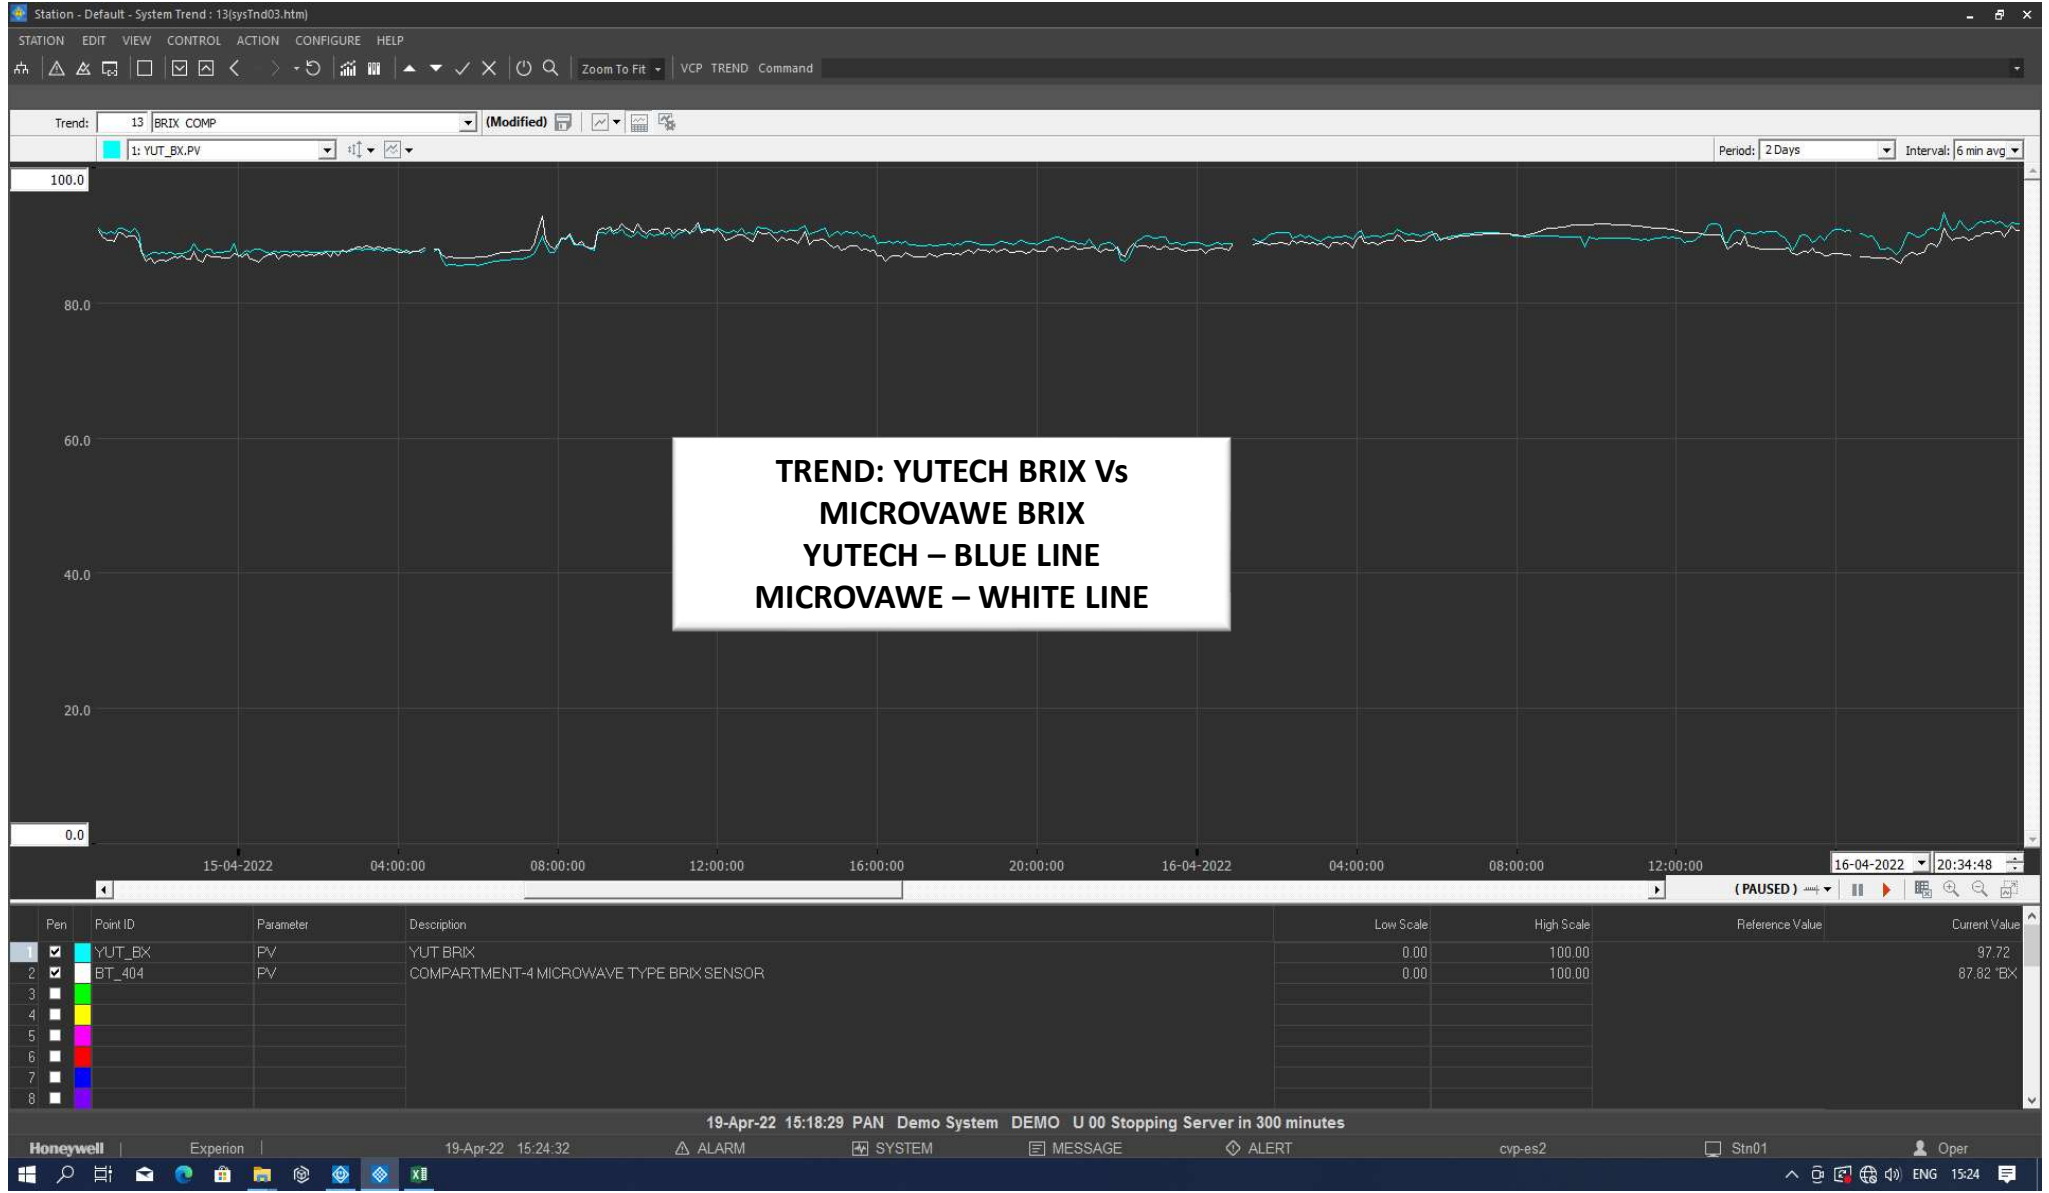 Station - Default - System Trend : 13(sysTnd03.htm)
STATION EDIT VIEW CONTROL ACTION CONFIGURE HELP
Zoom To Fit VCP TREND Command
Trend: 13 BRIX COMP (Modified)
1: YUT_BX.PV Period: 2 Days Interval: 6 min avg
100.0
80.0
60.0
40.0
20.0
0.0
TREND: YUTECH BRIX Vs
MICROVAWE BRIX
YUTECH – BLUE LINE
MICROVAWE – WHITE LINE
15-04-2022 04:00:00 08:00:00 12:00:00 16:00:00 20:00:00 16-04-2022 04:00:00 08:00:00 12:00:00 16-04-2022 20:34:48
( PAUSED )
Pen Point ID Parameter Description Low Scale High Scale Reference Value Current Value
1 YUT_BX PV YUT BRIX 0.00 100.00 97.72
2 BT_404 PV COMPARTMENT-4 MICROWAVE TYPE BRIX SENSOR 0.00 100.00 87.82 °BX
3
4
5
6
7
8
19-Apr-22 15:18:29 PAN Demo System DEMO U 00 Stopping Server in 300 minutes
Honeywell Experion 19-Apr-22 15:24:32 ALARM SYSTEM MESSAGE ALERT cvp-es2 Stn01 Oper
ENG 15:24